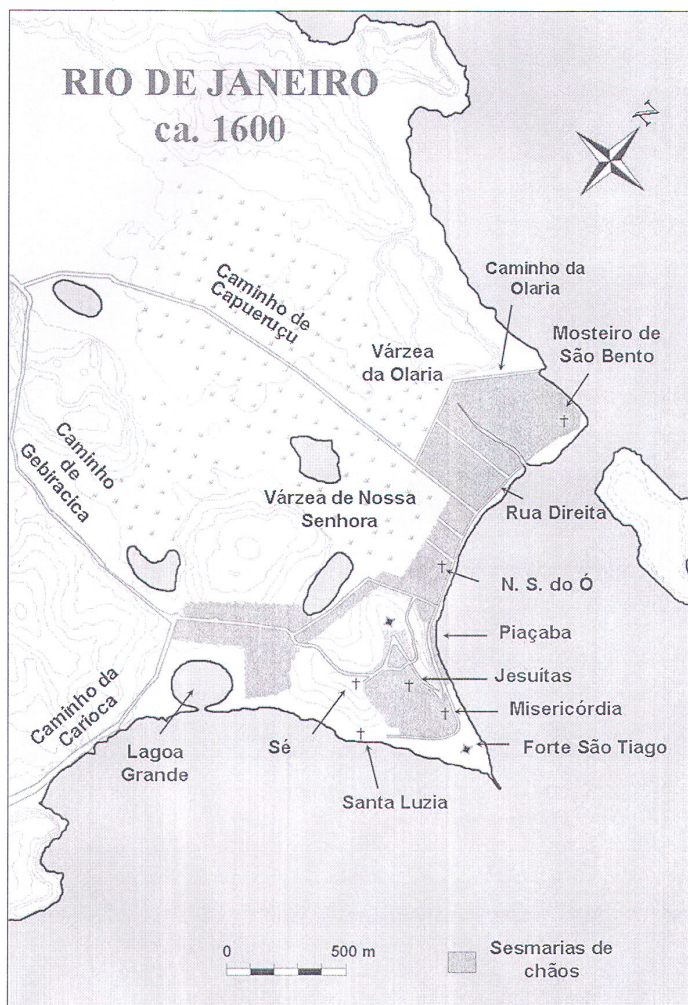 RIO DE JANEIRO
ca. 1600
N
Caminho da
Olaria
Caminho de
Capueruçu
Mosteiro de
São Bento
Várzea
da Olaria
Caminho
de
Gebiracica
Várzea de Nossa
Senhora
Rua Direita
N. S. do Ó
Piaçaba
Jesuítas
Misericórdia
Caminho da
Carioca
Lagoa
Grande
Sé
Forte São Tiago
Santa Luzia
0 500 m
Sesmarias de
chãos